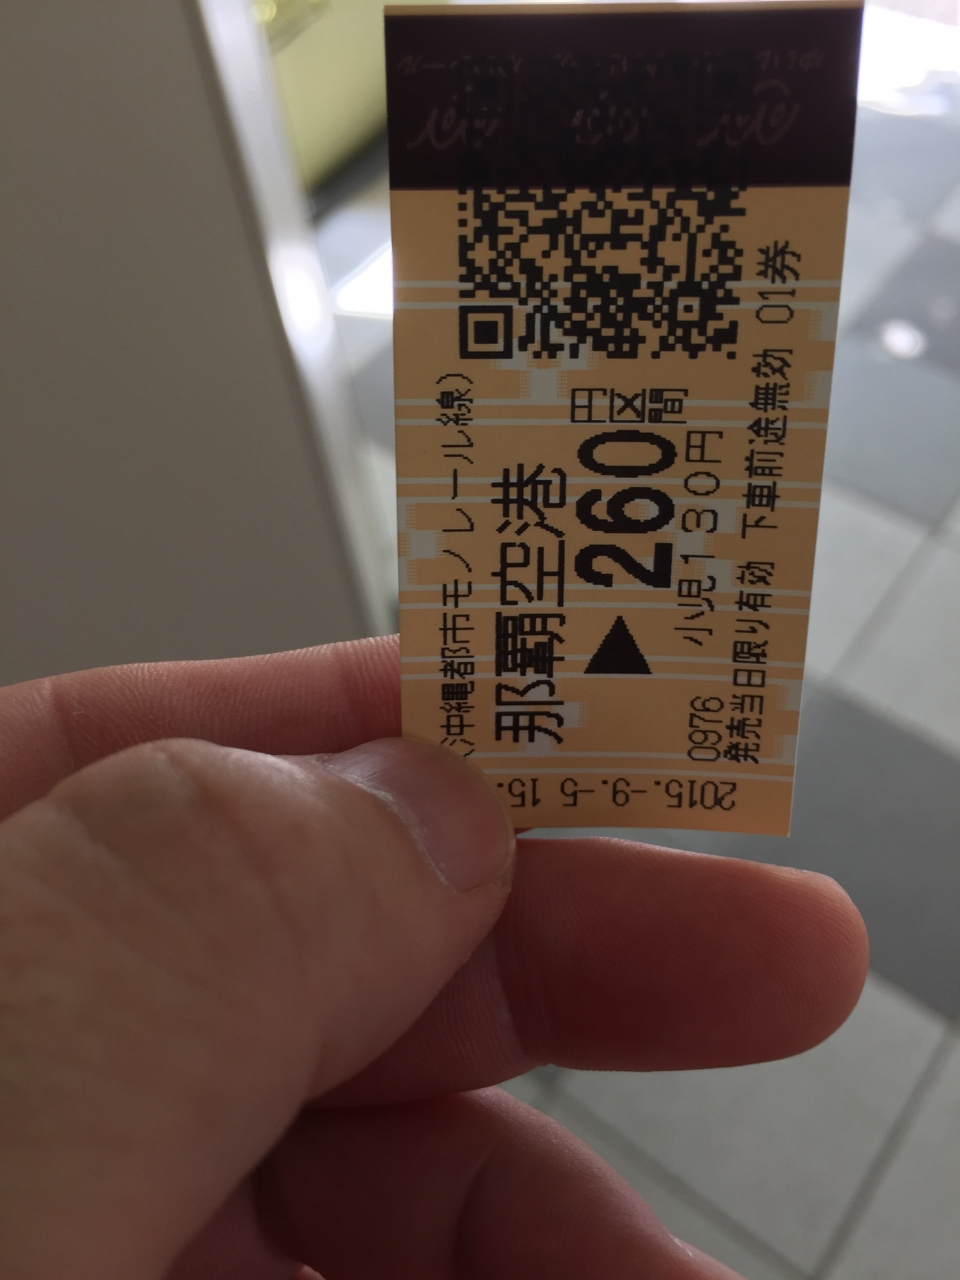 (沖縄都市モノレール線)
那覇空港
▶260円区間
小児130円
0976
発売当日限り有効 下車前途無効 01券
2015.-9.-5 15.